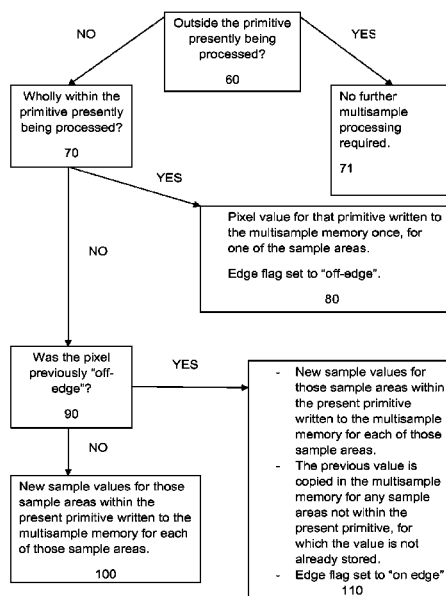 Outside the primitive
presently being
processed?
60
NO
YES
Wholly within the
primitive presently
being processed?
70
No further
multisample
processing
required.
71
YES
Pixel value for that primitive written to
the multisample memory once, for
one of the sample areas.
Edge flag set to “off-edge”.
80
NO
Was the pixel
previously “off-
edge”?
90
YES
- New sample values for
those sample areas within
the present primitive
written to the multisample
memory for each of those
sample areas.
- The previous value is
copied in the multisample
memory for any sample
areas not within the
present primitive, for
which the value is not
already stored.
- Edge flag set to “on edge”
110
NO
New sample values for those
sample areas within the
present primitive written to the
multisample memory for each
of those sample areas.
100